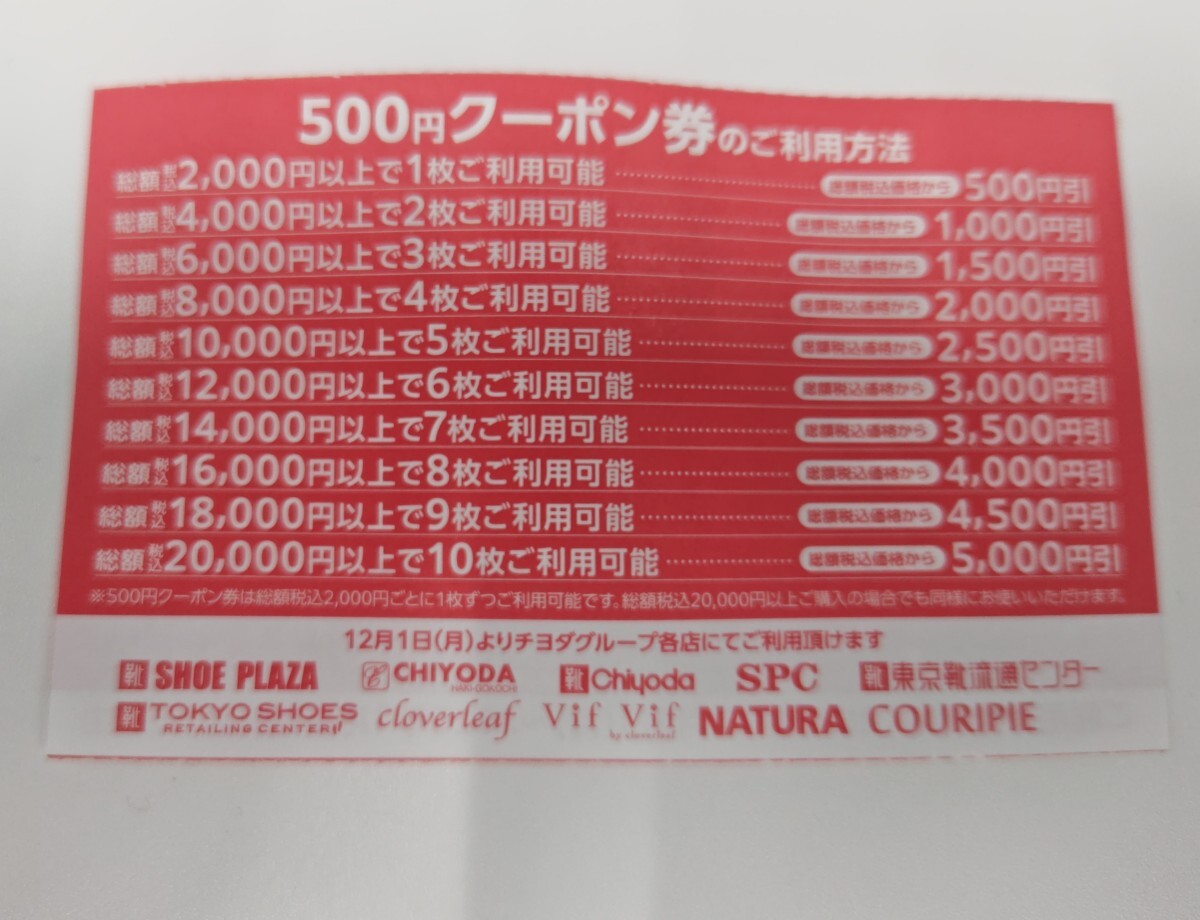 500円クーポン券のご利用方法
総額税込2,000円以上で1枚ご利用可能 総額税込価格から 500円引
総額税込4,000円以上で2枚ご利用可能 総額税込価格から 1,000円引
総額税込6,000円以上で3枚ご利用可能 総額税込価格から 1,500円引
総額税込8,000円以上で4枚ご利用可能 総額税込価格から 2,000円引
総額税込10,000円以上で5枚ご利用可能 総額税込価格から 2,500円引
総額税込12,000円以上で6枚ご利用可能 総額税込価格から 3,000円引
総額税込14,000円以上で7枚ご利用可能 総額税込価格から 3,500円引
総額税込16,000円以上で8枚ご利用可能 総額税込価格から 4,000円引
総額税込18,000円以上で9枚ご利用可能 総額税込価格から 4,500円引
総額税込20,000円以上で10枚ご利用可能 総額税込価格から 5,000円引
※500円クーポン券は総額税込2,000円ごとに1枚ずつご利用可能です。総額税込20,000円以上ご購入の場合でも同様にお使いいただけます。
12月1日(月)よりチヨダグループ各店にてご利用頂けます
靴 SHOE PLAZA CHIYODA HAKI-GOKOCHI 靴 Chiyoda SPC 靴 東京靴流通センター
靴 TOKYO SHOES RETAILING CENTER cloverleaf Vif Vif by cloverleaf NATURA COURIPIE